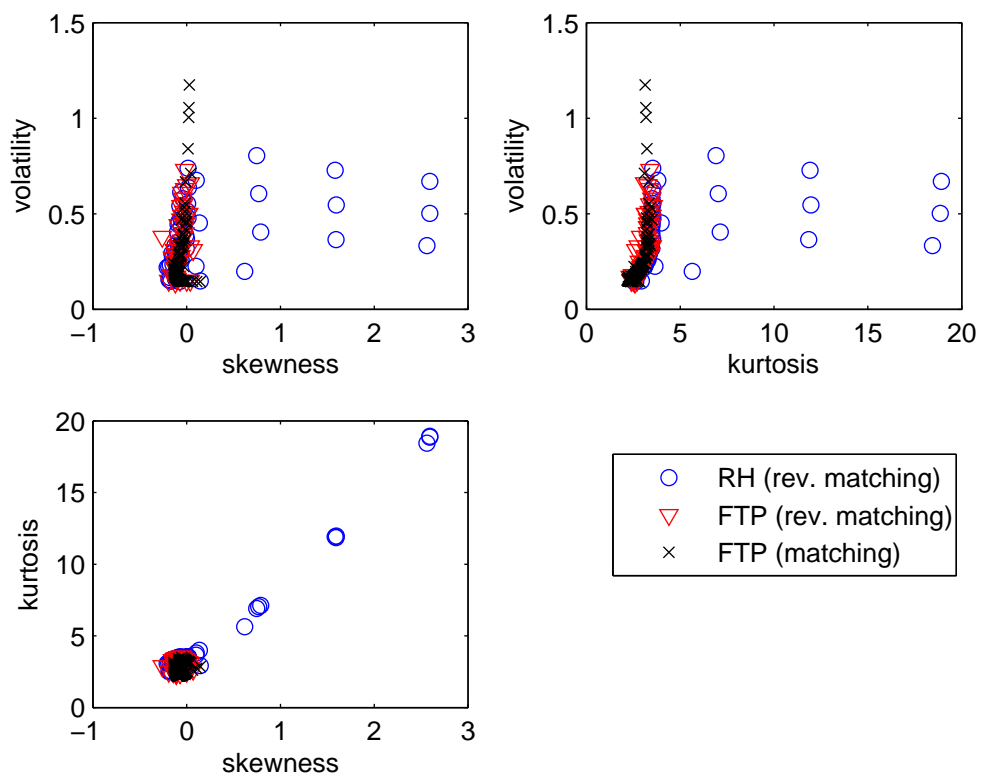 1.5
1
0.5
0
−1 0 1 2 3
skewness
volatility
1.5
1
0.5
0
0 5 10 15 20
kurtosis
volatility
20
15
10
5
0
−1 0 1 2 3
skewness
kurtosis
RH (rev. matching)
FTP (rev. matching)
FTP (matching)